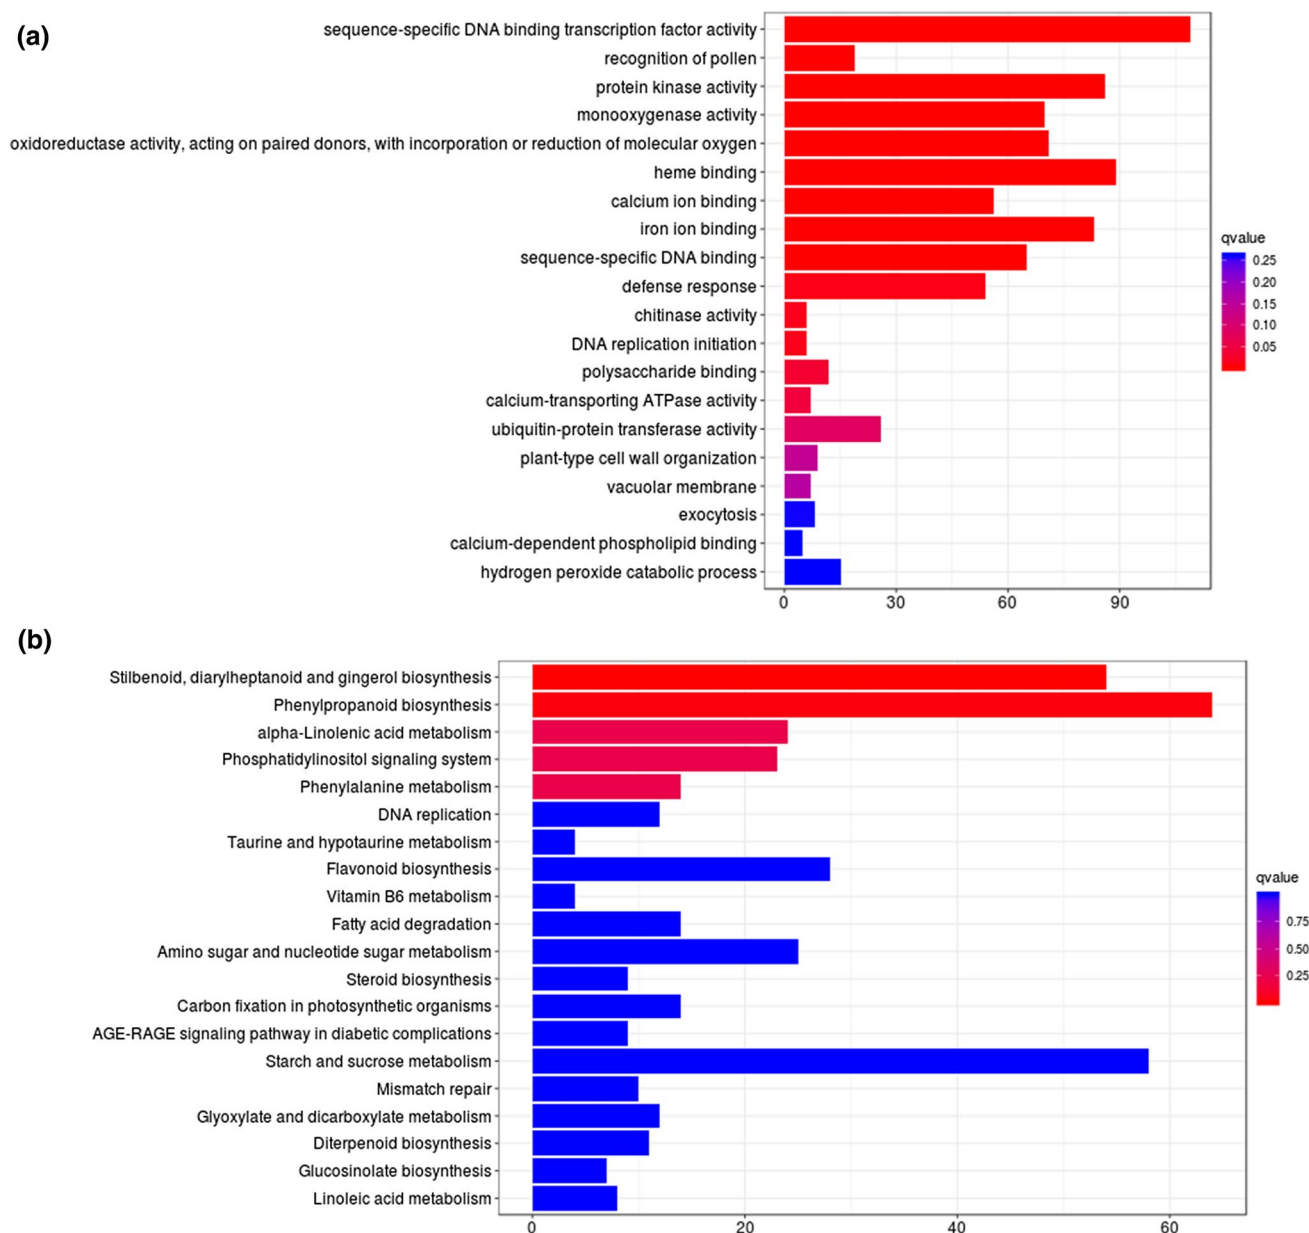 (a)
sequence-specific DNA binding transcription factor activity
recognition of pollen
protein kinase activity
monooxygenase activity
oxidoreductase activity, acting on paired donors, with incorporation or reduction of molecular oxygen
heme binding
calcium ion binding
iron ion binding
sequence-specific DNA binding
defense response
chitinase activity
DNA replication initiation
polysaccharide binding
calcium-transporting ATPase activity
ubiquitin-protein transferase activity
plant-type cell wall organization
vacuolar membrane
exocytosis
calcium-dependent phospholipid binding
hydrogen peroxide catabolic process
0 30 60 90
qvalue
0.25
0.20
0.15
0.10
0.05
(b)
Stilbenoid, diarylheptanoid and gingerol biosynthesis
Phenylpropanoid biosynthesis
alpha-Linolenic acid metabolism
Phosphatidylinositol signaling system
Phenylalanine metabolism
DNA replication
Taurine and hypotaurine metabolism
Flavonoid biosynthesis
Vitamin B6 metabolism
Fatty acid degradation
Amino sugar and nucleotide sugar metabolism
Steroid biosynthesis
Carbon fixation in photosynthetic organisms
AGE-RAGE signaling pathway in diabetic complications
Starch and sucrose metabolism
Mismatch repair
Glyoxylate and dicarboxylate metabolism
Diterpenoid biosynthesis
Glucosinolate biosynthesis
Linoleic acid metabolism
0 20 40 60
qvalue
0.75
0.50
0.25